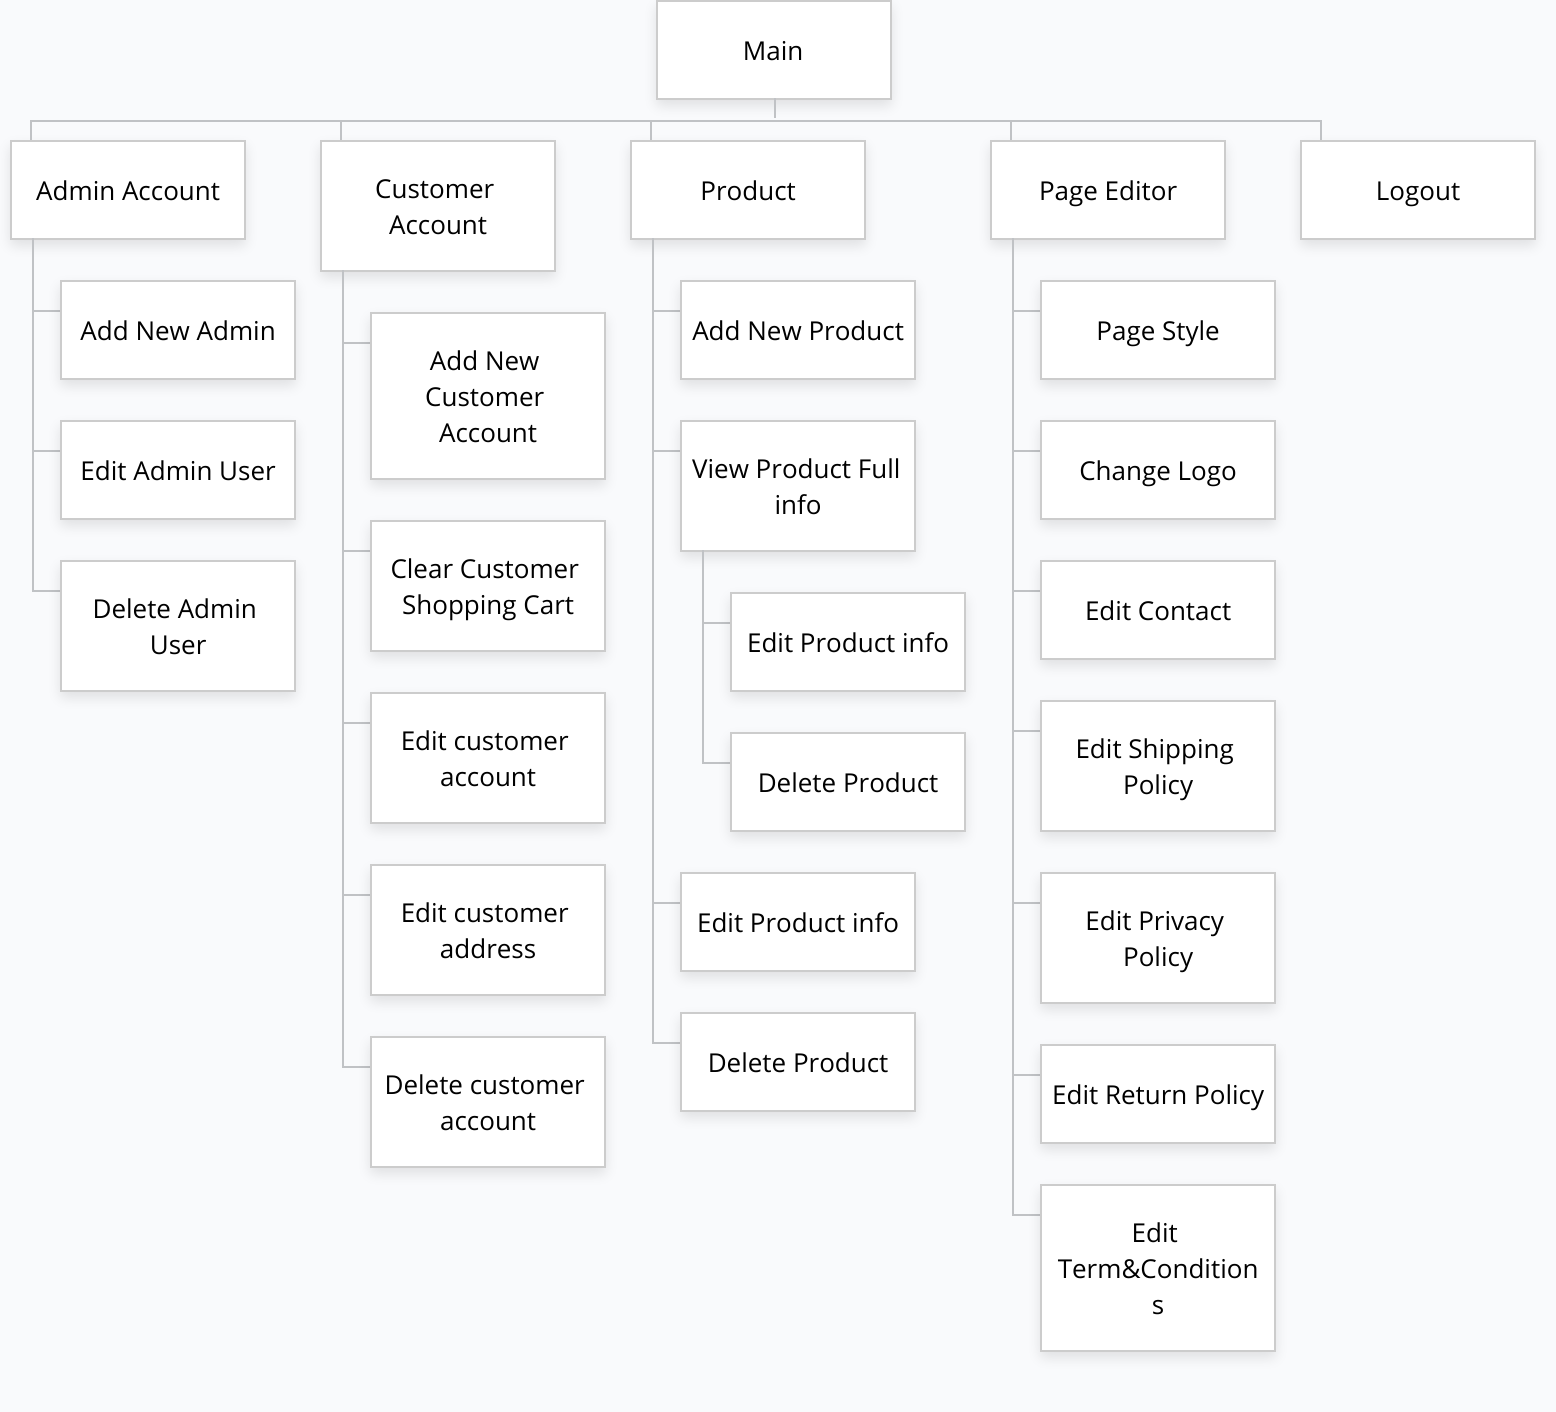 Main
Admin Account
Add New Admin
Edit Admin User
Delete Admin
User
Customer
Account
Add New
Customer
Account
Clear Customer
Shopping Cart
Edit customer
account
Edit customer
address
Delete customer
account
Product
Add New Product
View Product Full
info
Edit Product info
Delete Product
Edit Product info
Delete Product
Page Editor
Page Style
Change Logo
Edit Contact
Edit Shipping
Policy
Edit Privacy
Policy
Edit Return Policy
Edit
Term&Condition
s
Logout